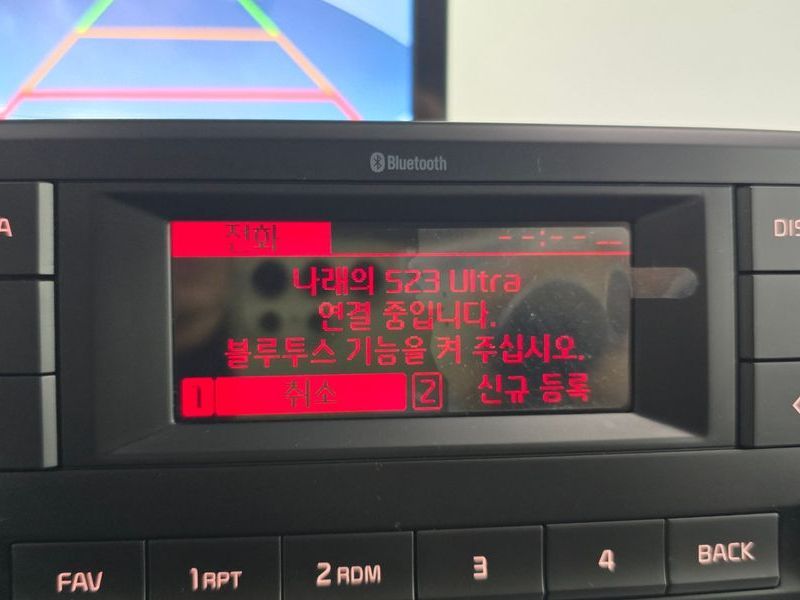 Bluetooth
A
DIS
전화
--:--
나래의 S23 Ultra
연결 중입니다.
블루투스 기능을 켜 주십시오.
1 취소 2 신규 등록
FAV 1 RPT 2 RDM 3 4 BACK